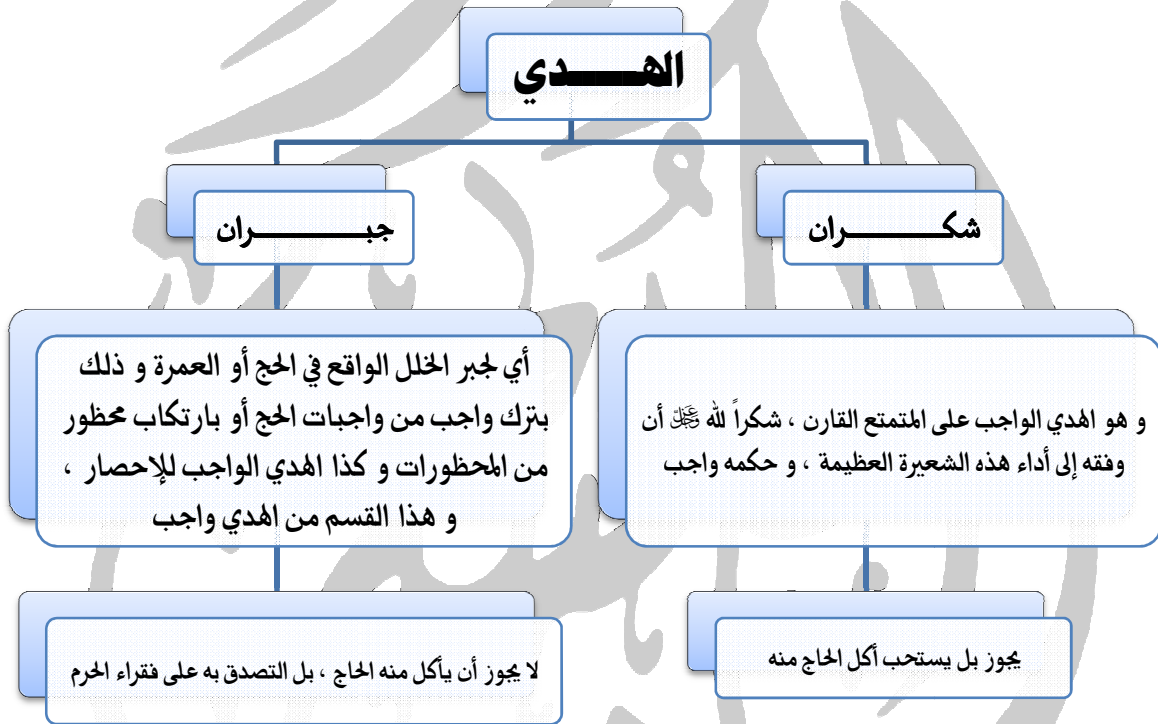 الهدي
شكران
جبران
و هو الهدي الواجب على المتمتع القارن ، شكراً لله ﷻ أن
وفقه إلى أداء هذه الشعيرة العظيمة ، و حكمه واجب
أي لجبر الخلل الواقع في الحج أو العمرة و ذلك
بترك واجب من واجبات الحج أو بارتكاب محظور
من المحظورات و كذا الهدي الواجب للإحصار ،
و هذا القسم من الهدي واجب
يجوز بل يستحب أكل الحاج منه
لا يجوز أن يأكل منه الحاج ، بل التصدق به على فقراء الحرم